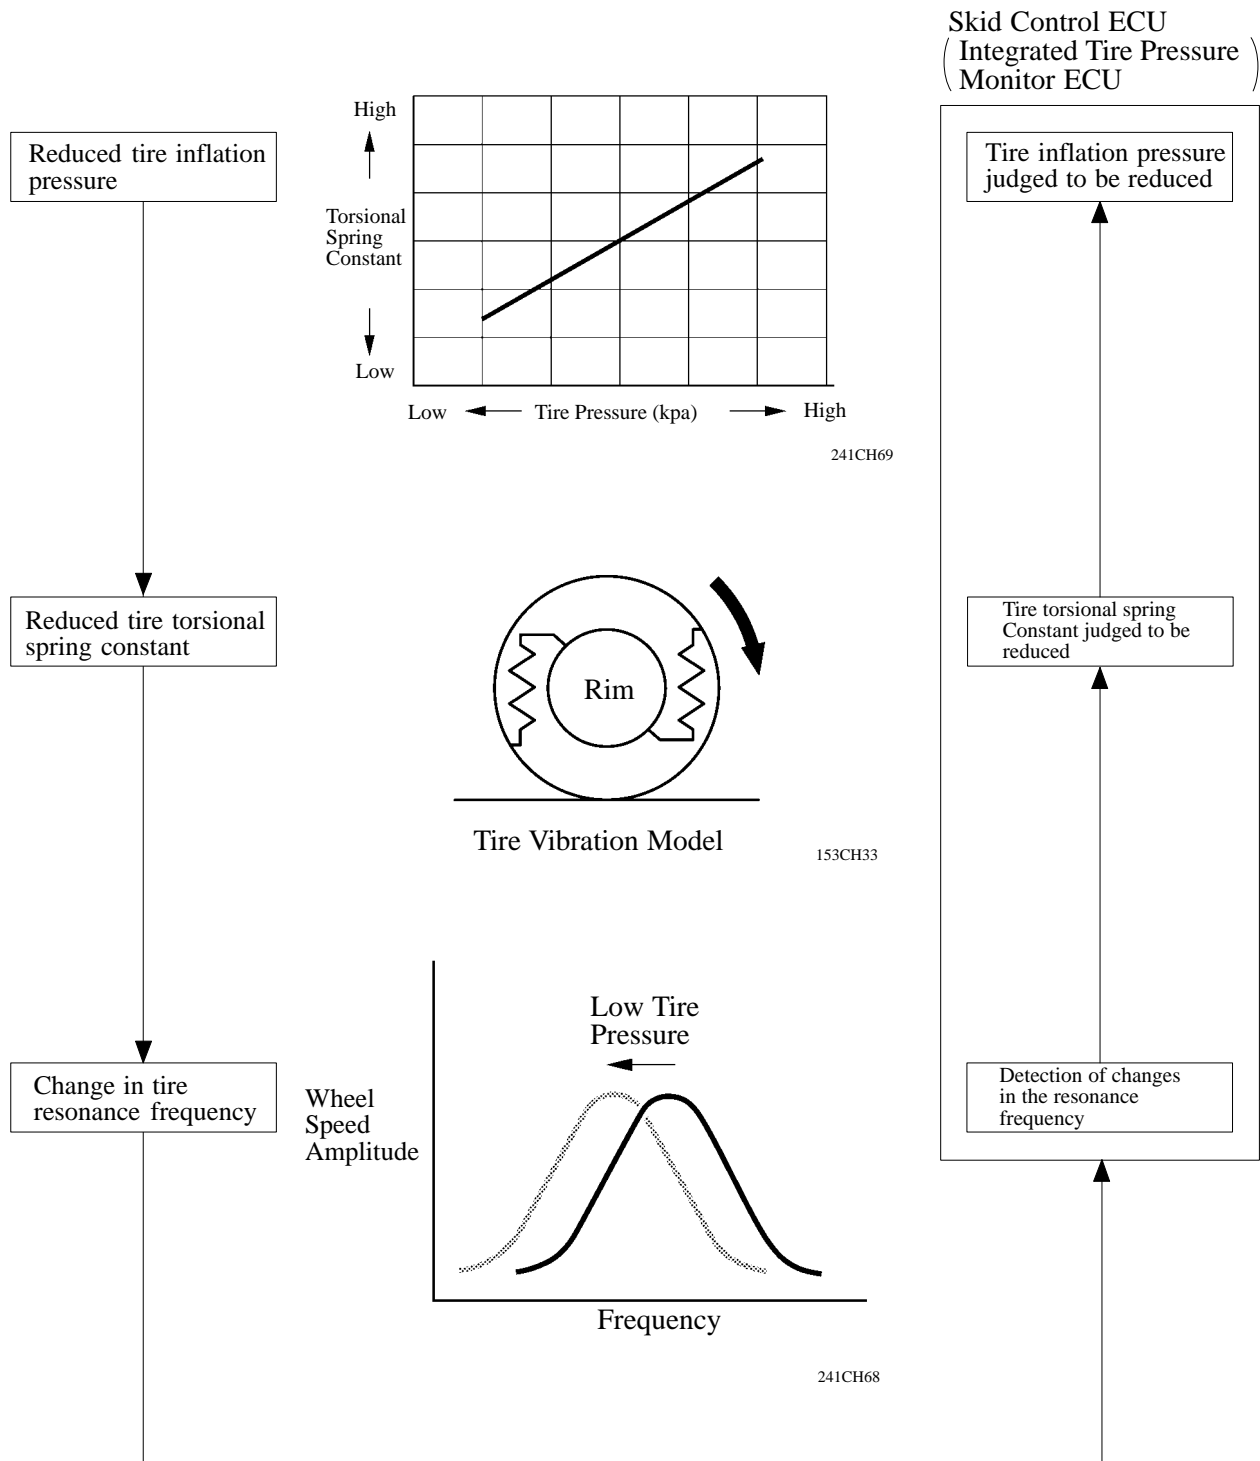 Skid Control ECU
( Integrated Tire Pressure
Monitor ECU )
Reduced tire inflation
pressure
High
Torsional
Spring
Constant
Low
Low
Tire Pressure (kpa)
High
241CH69
Tire inflation pressure
judged to be reduced
Reduced tire torsional
spring constant
Rim
Tire Vibration Model
153CH33
Tire torsional spring
Constant judged to be
reduced
Change in tire
resonance frequency
Low Tire
Pressure
Wheel
Speed
Amplitude
Frequency
241CH68
Detection of changes
in the resonance
frequency